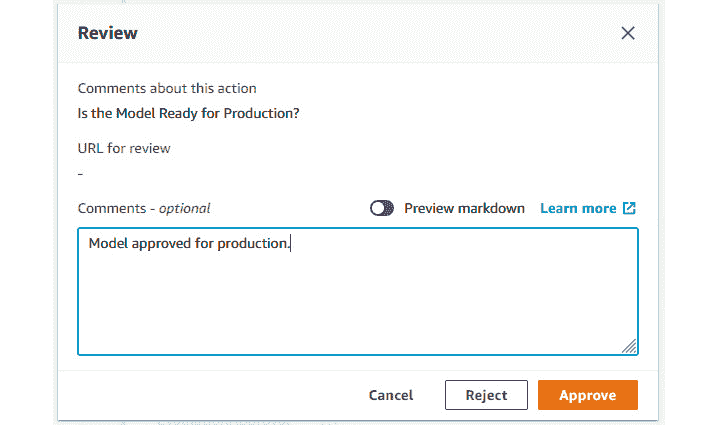 Review
Comments about this action
Is the Model Ready for Production?
URL for review
-
Comments - optional
Preview markdown
Learn more
Model approved for production.
Cancel
Reject
Approve